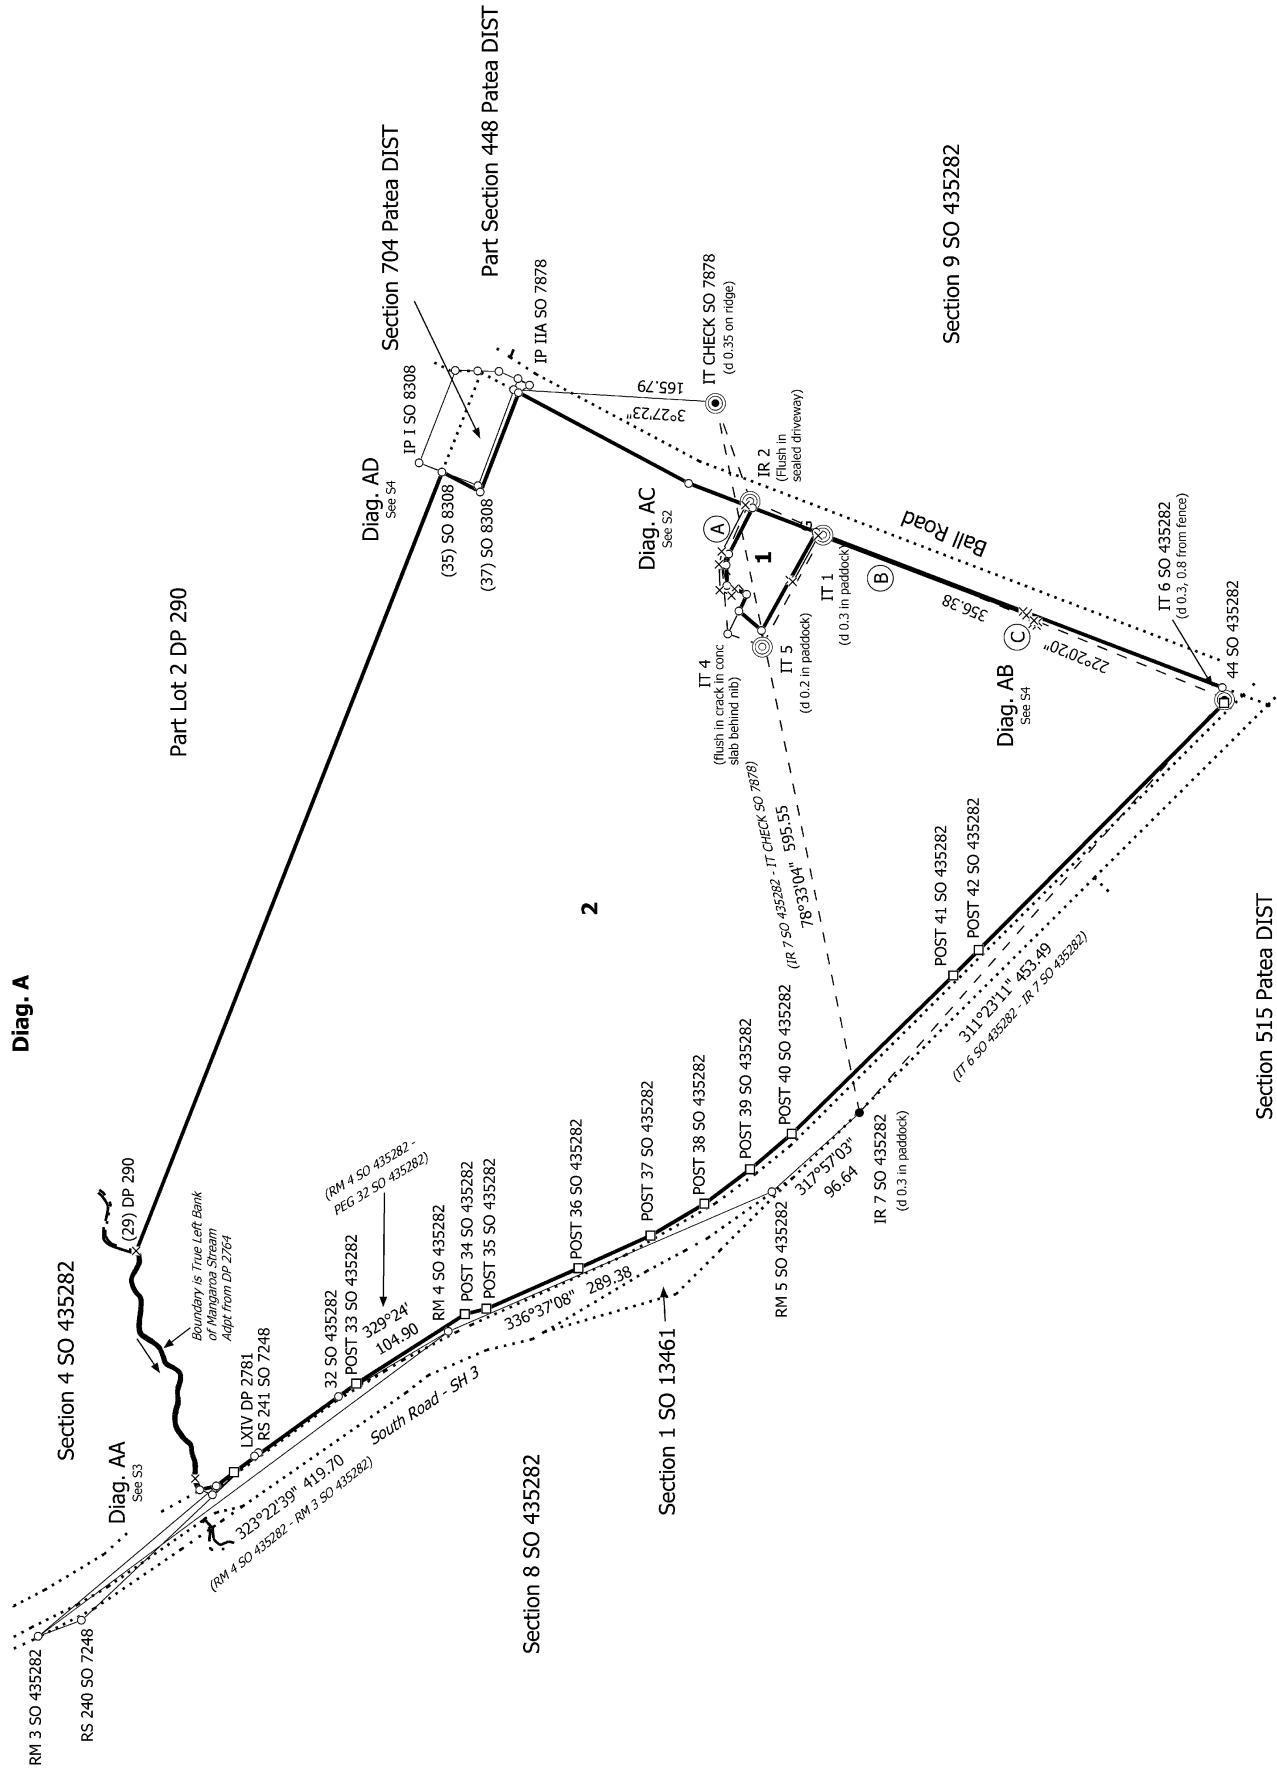 Diag. A
Section 4 SO 435282
Part Lot 2 DP 290
Section 704 Patea DIST
Part Section 448 Patea DIST
Section 9 SO 435282
Section 515 Patea DIST
Section 8 SO 435282
Section 1 SO 13461
Diag. AA
See S3
Diag. AD
See S4
Diag. AC
See S2
Diag. AB
See S4
1
2
A
B
C
RM 3 SO 435282
RS 240 SO 7248
(29) DP 290
Boundary is True Left Bank
of Mangaroa Stream
Adpt from DP 2764
LXIV DP 2781
RS 241 SO 7248
32 SO 435282
POST 33 SO 435282
(RM 4 SO 435282 -
PEG 32 SO 435282)
329°24'
104.90
RM 4 SO 435282
POST 34 SO 435282
POST 35 SO 435282
POST 36 SO 435282
POST 37 SO 435282
POST 38 SO 435282
POST 39 SO 435282
POST 40 SO 435282
POST 41 SO 435282
POST 42 SO 435282
323°22'39" 419.70
(RM 4 SO 435282 - RM 3 SO 435282)
South Road - SH 3
336°37'08" 289.38
RM 5 SO 435282
317°57'03"
96.64
IR 7 SO 435282
(d 0.3 in paddock)
311°23'11" 453.49
(IT 6 SO 435282 - IR 7 SO 435282)
(IR 7 SO 435282 - IT CHECK SO 7878)
78°33'04" 595.55
IP I SO 8308
(35) SO 8308
(37) SO 8308
IP IIA SO 7878
165.79
3°27'23"
IT CHECK SO 7878
(d 0.35 on ridge)
IR 2
(Flush in
sealed driveway)
IT 4
(flush in crack in conc
slab behind nib)
IT 5
(d 0.2 in paddock)
IT 1
(d 0.3 in paddock)
Ball Road
356.38
22°20'20"
IT 6 SO 435282
(d 0.3, 0.8 from fence)
44 SO 435282